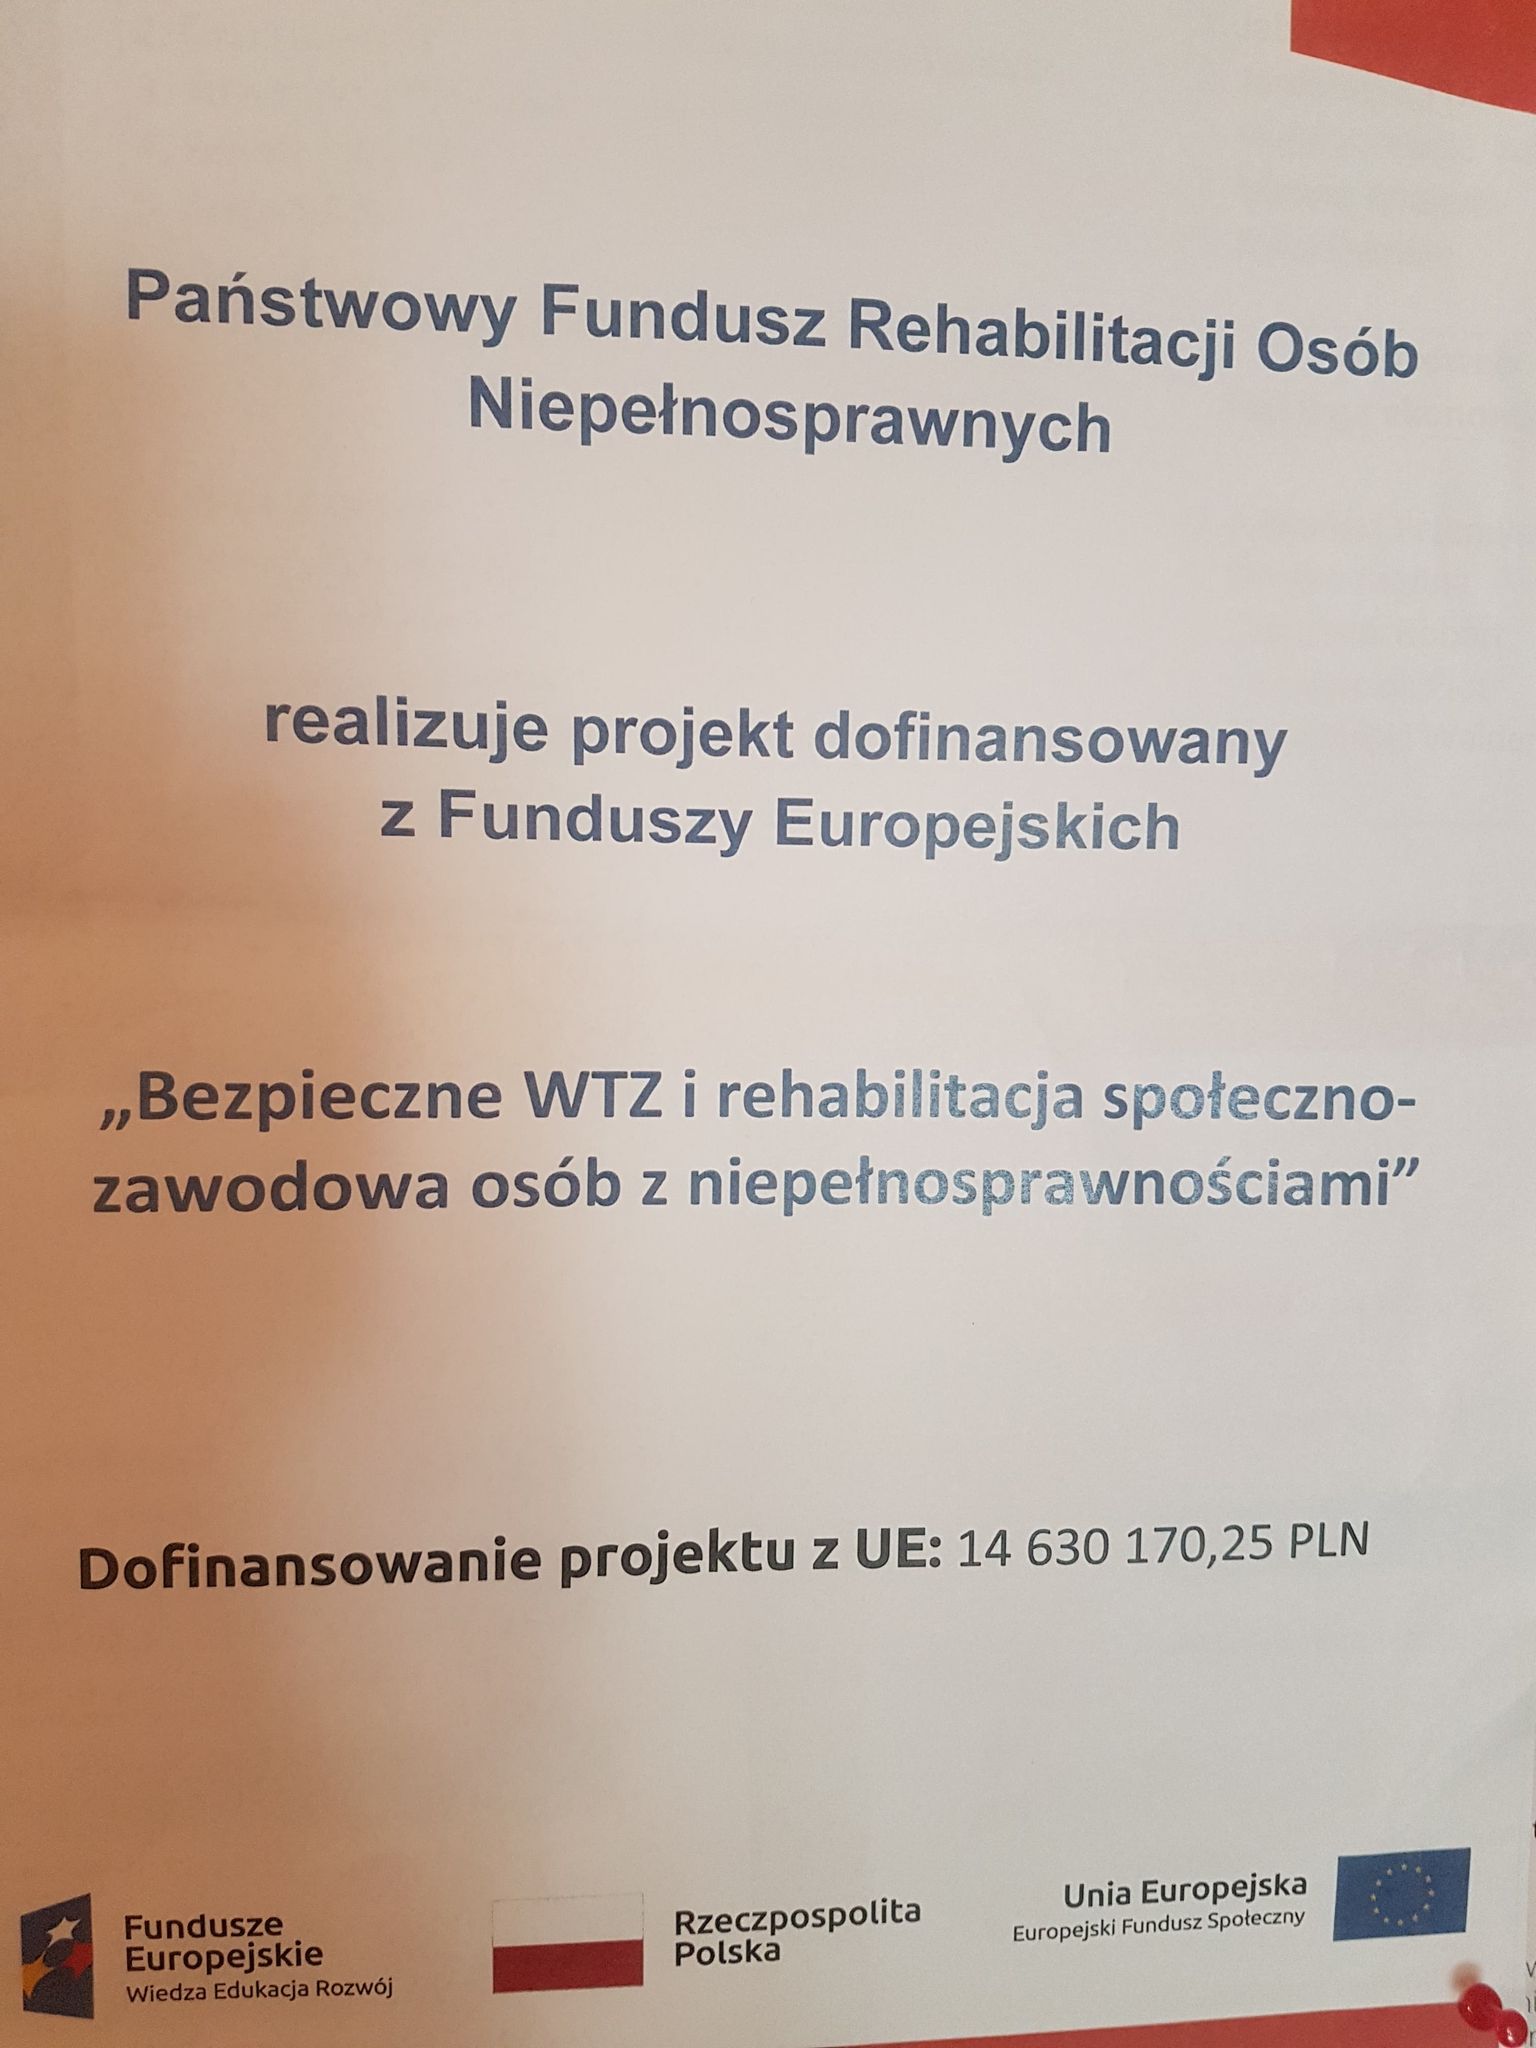 Państwowy Fundusz Rehabilitacji Osób
Niepełnosprawnych
realizuje projekt dofinansowany
z Funduszy Europejskich
„Bezpieczne WTZ i rehabilitacja społeczno-
zawodowa osób z niepełnosprawnościami”
Dofinansowanie projektu z UE: 14 630 170,25 PLN
Fundusze
Europejskie
Wiedza Edukacja Rozwój
Rzeczpospolita
Polska
Unia Europejska
Europejski Fundusz Społeczny